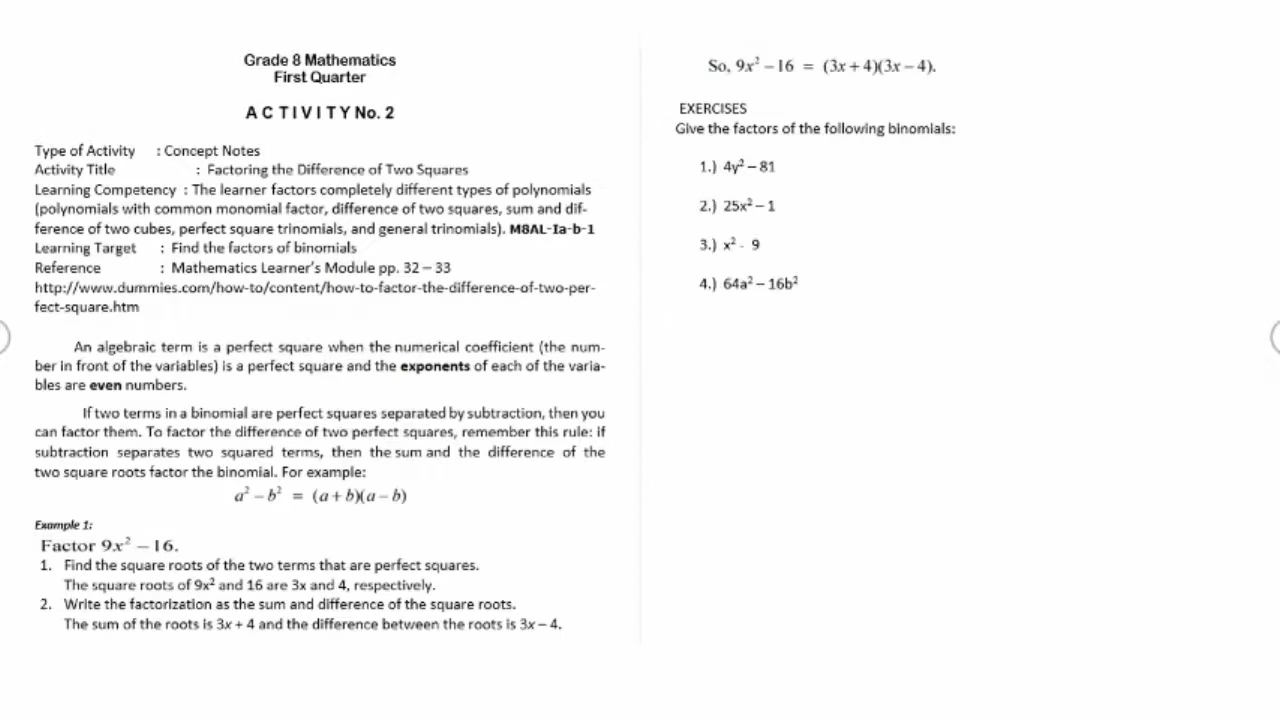 Grade 8 Mathematics
First Quarter
A C T I V I T Y No. 2
Type of Activity : Concept Notes
Activity Title : Factoring the Difference of Two Squares
Learning Competency : The learner factors completely different types of polynomials
(polynomials with common monomial factor, difference of two squares, sum and dif-
ference of two cubes, perfect square trinomials, and general trinomials). M8AL-Ia-b-1
Learning Target : Find the factors of binomials
Reference : Mathematics Learner's Module pp. 32 – 33
http://www.dummies.com/how-to/content/how-to-factor-the-difference-of-two-per-
fect-square.htm
An algebraic term is a perfect square when the numerical coefficient (the num-
ber in front of the variables) is a perfect square and the exponents of each of the varia-
bles are even numbers.
If two terms in a binomial are perfect squares separated by subtraction, then you
can factor them. To factor the difference of two perfect squares, remember this rule: if
subtraction separates two squared terms, then the sum and the difference of the
two square roots factor the binomial. For example:
a² – b² = (a + b)(a – b)
Example 1:
Factor 9x² – 16.
1. Find the square roots of the two terms that are perfect squares.
The square roots of 9x² and 16 are 3x and 4, respectively.
2. Write the factorization as the sum and difference of the square roots.
The sum of the roots is 3x + 4 and the difference between the roots is 3x – 4.
So, 9x² – 16 = (3x + 4)(3x – 4).
EXERCISES
Give the factors of the following binomials:
1.) 4y² – 81
2.) 25x² – 1
3.) x² - 9
4.) 64a² – 16b²